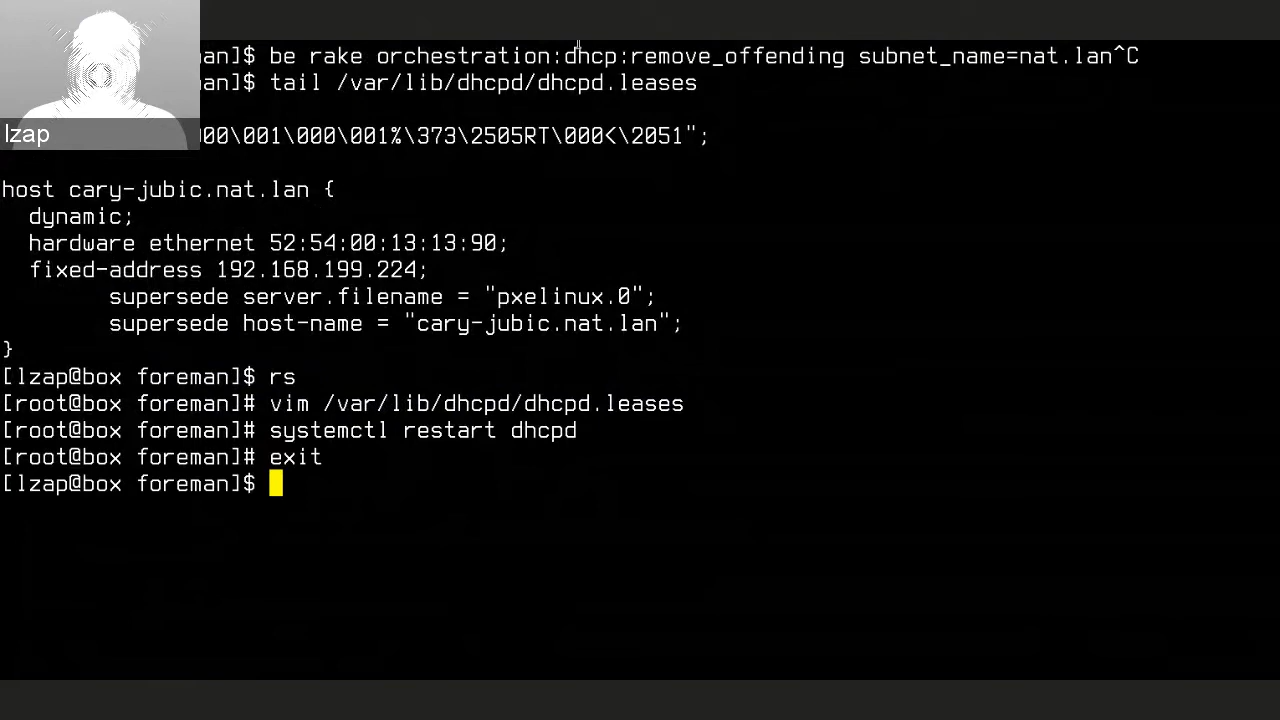 an]$ be rake orchestration:dhcp:remove_offending subnet_name=nat.lan^C
an]$ tail /var/lib/dhcpd/dhcpd.leases
lzap
00\001\000\001%\373\2505RT\000<\2051";
host cary-jubic.nat.lan {
  dynamic;
  hardware ethernet 52:54:00:13:13:90;
  fixed-address 192.168.199.224;
        supersede server.filename = "pxelinux.0";
        supersede host-name = "cary-jubic.nat.lan";
}
[lzap@box foreman]$ rs
[root@box foreman]# vim /var/lib/dhcpd/dhcpd.leases
[root@box foreman]# systemctl restart dhcpd
[root@box foreman]# exit
[lzap@box foreman]$